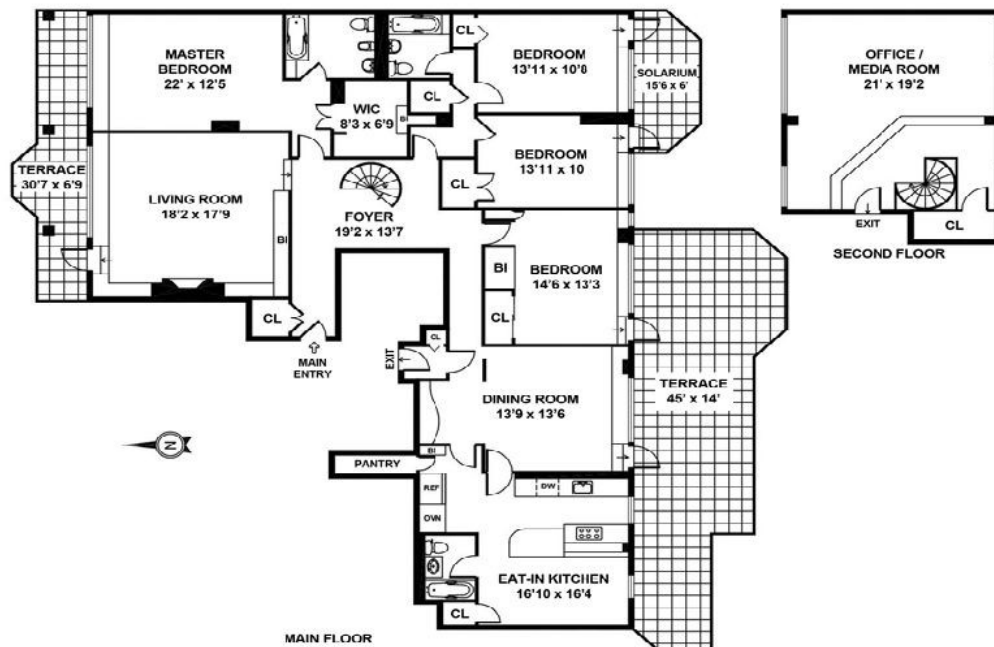 MASTER
BEDROOM
22' x 12'5
CL
BEDROOM
13'11 x 10'8
SOLARIUM
15'6 x 6'
OFFICE /
MEDIA ROOM
21' x 19'2
WIC
8'3 x 6'9
BI
CL
BEDROOM
13'11 x 10
CL
TERRACE
30'7 x 6'9
LIVING ROOM
18'2 x 17'9
BI
FOYER
19'2 x 13'7
EXIT
CL
SECOND FLOOR
BI
BEDROOM
14'6 x 13'3
CL
CL
MAIN
ENTRY
EXIT
CL
DINING ROOM
13'9 x 13'6
TERRACE
45' x 14'
N
BI
PANTRY
REF
DW
OVN
EAT-IN KITCHEN
16'10 x 16'4
CL
MAIN FLOOR